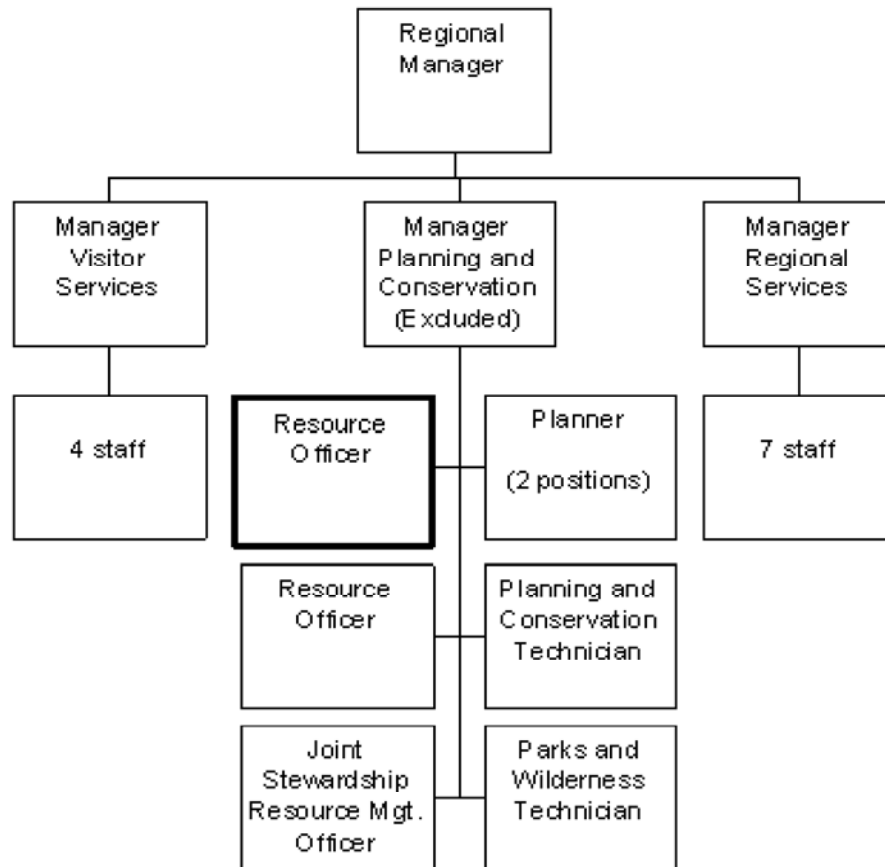 Regional
Manager
Manager
Visitor
Services
Manager
Planning and
Conservation
(Excluded)
Manager
Regional
Services
4 staff
Resource
Officer
Planner
(2 positions)
7 staff
Resource
Officer
Planning and
Conservation
Technician
Joint
Stewardship
Resource Mgt.
Officer
Parks and
Wilderness
Technician